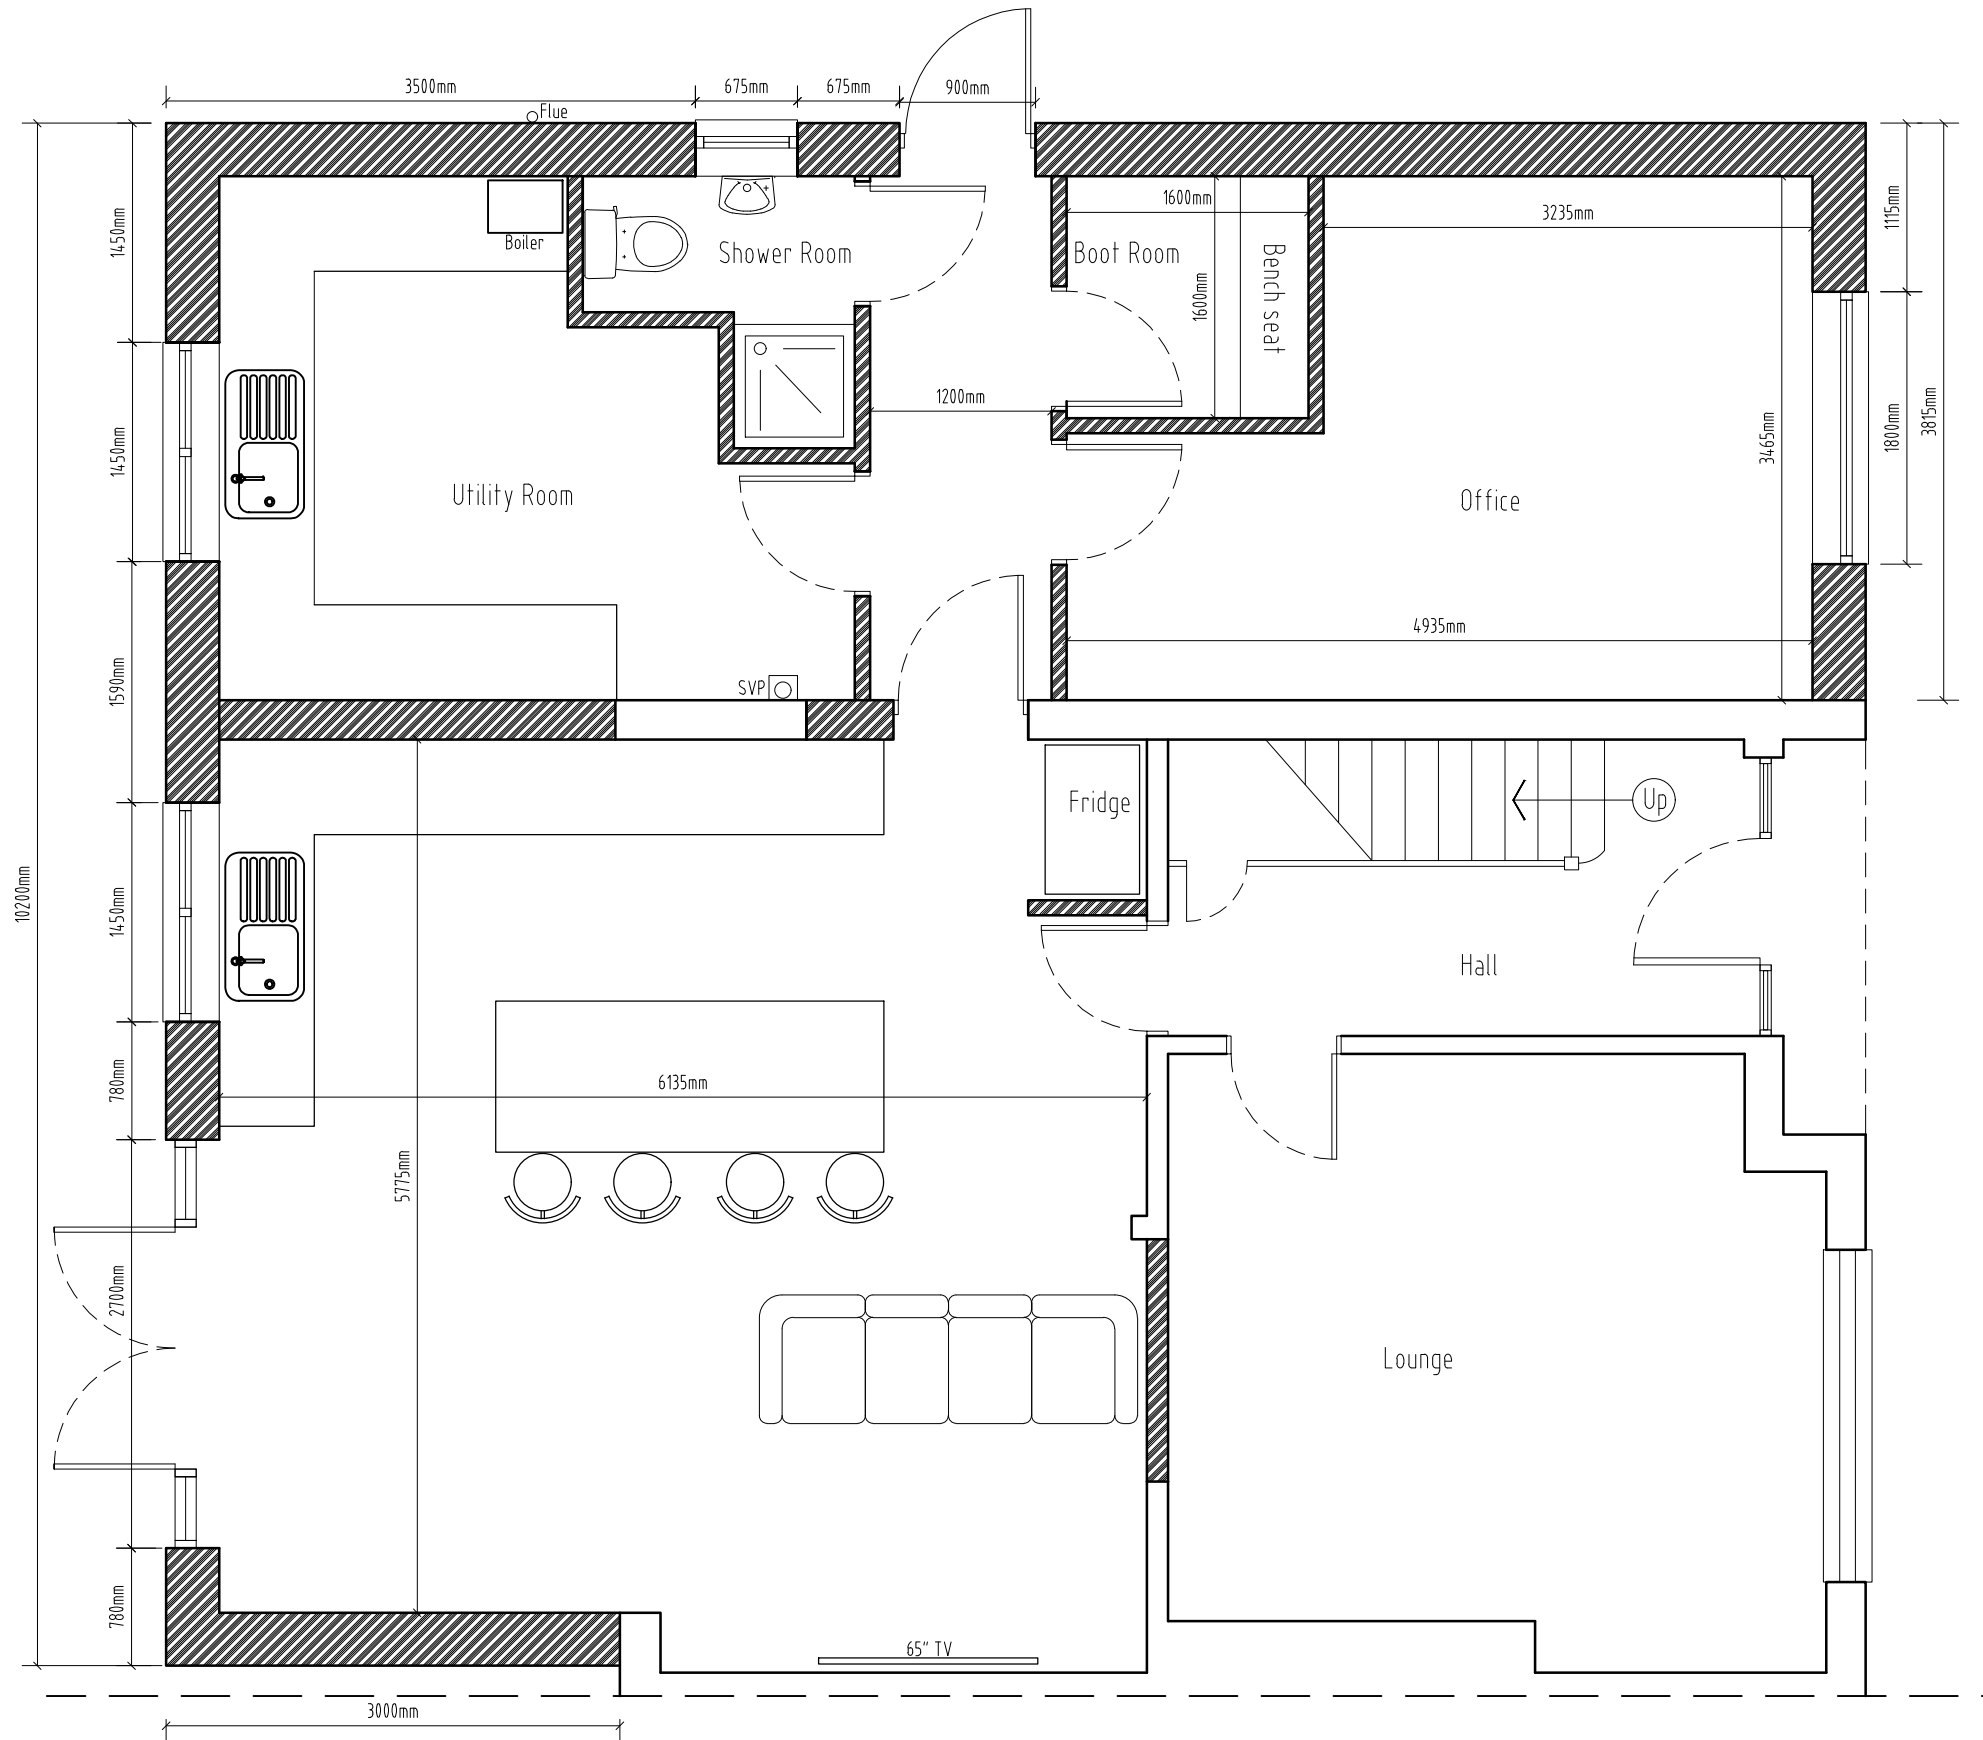 3500mm
675mm
675mm
900mm
Flue
Boiler
Shower Room
Boot Room
1600mm
1600mm
Bench seat
3235mm
1115mm
1450mm
1200mm
1450mm
Utility Room
Office
3465mm
1800mm
3815mm
4935mm
1590mm
SVP
10200mm
Fridge
Up
1450mm
Hall
780mm
6135mm
5775mm
2700mm
Lounge
780mm
65" TV
3000mm